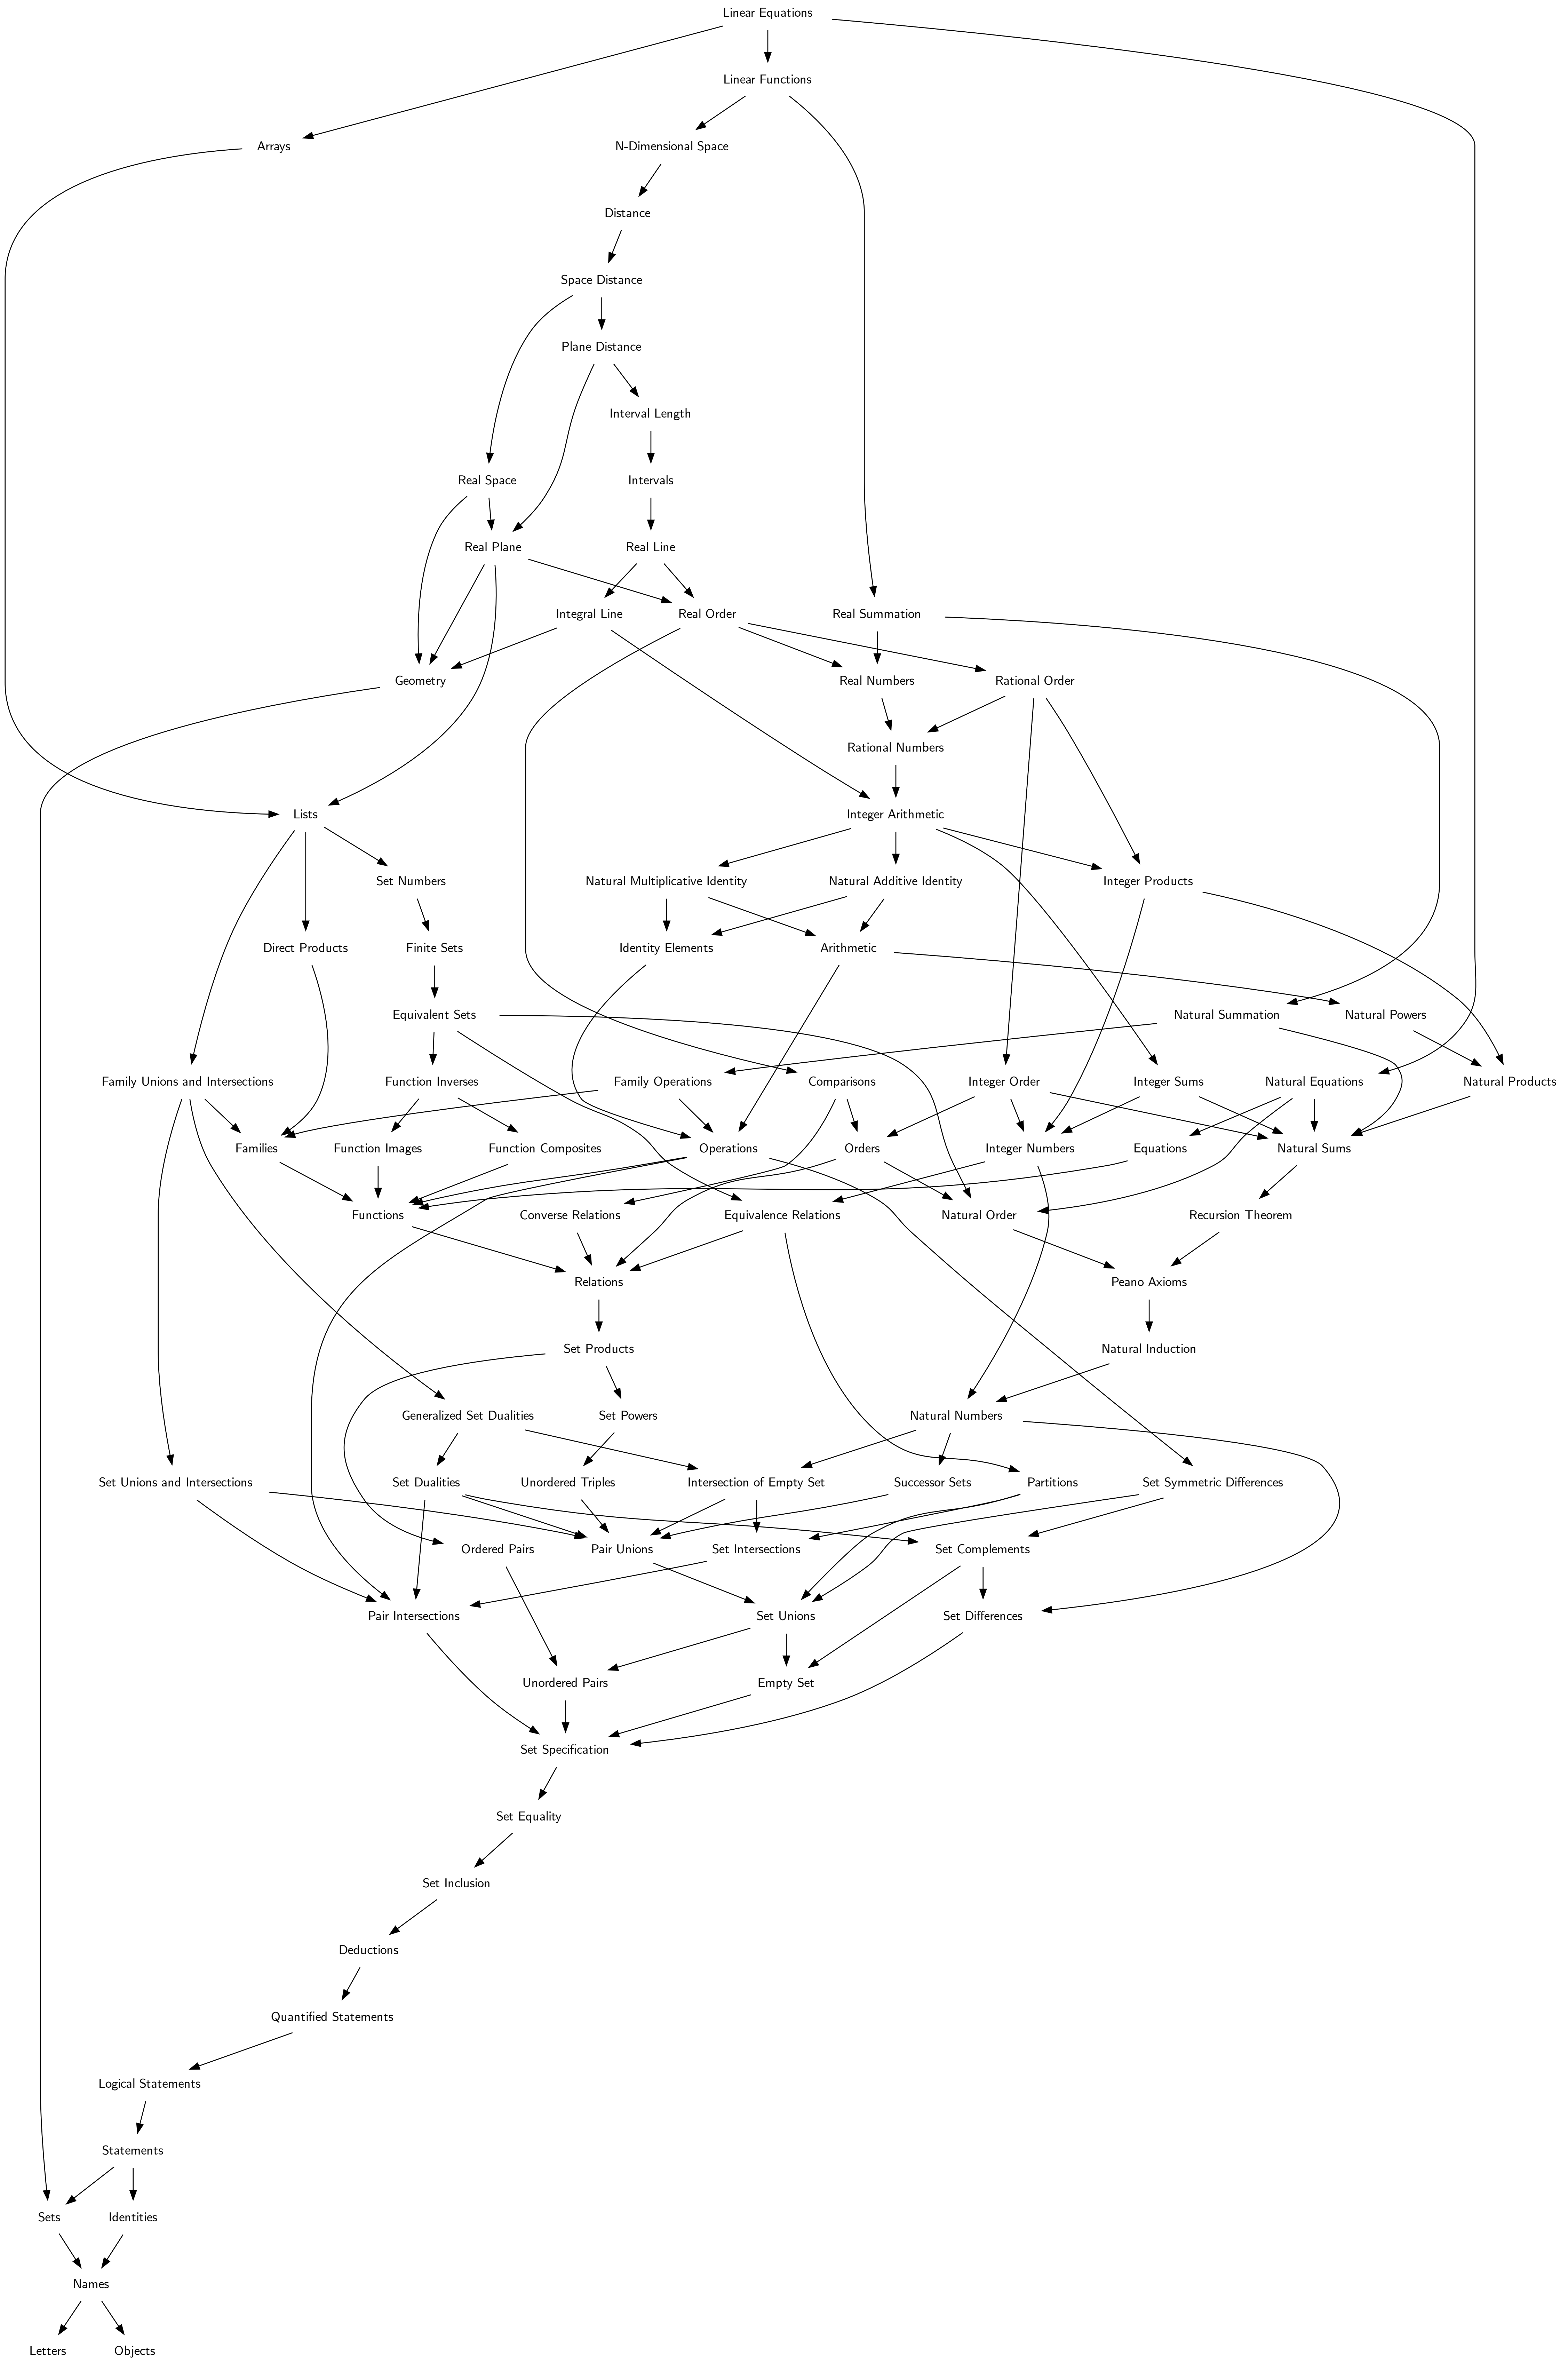 Linear Equations
Linear Functions
Arrays
N-Dimensional Space
Distance
Space Distance
Plane Distance
Interval Length
Real Space
Intervals
Real Plane
Real Line
Integral Line
Real Order
Real Summation
Geometry
Real Numbers
Rational Order
Rational Numbers
Lists
Integer Arithmetic
Set Numbers
Natural Multiplicative Identity
Natural Additive Identity
Integer Products
Direct Products
Finite Sets
Identity Elements
Arithmetic
Equivalent Sets
Natural Summation
Natural Powers
Family Unions and Intersections
Function Inverses
Family Operations
Comparisons
Integer Order
Integer Sums
Natural Equations
Natural Products
Families
Function Images
Function Composites
Operations
Orders
Integer Numbers
Equations
Natural Sums
Functions
Converse Relations
Equivalence Relations
Natural Order
Recursion Theorem
Relations
Peano Axioms
Set Products
Natural Induction
Generalized Set Dualities
Set Powers
Natural Numbers
Set Unions and Intersections
Set Dualities
Unordered Triples
Intersection of Empty Set
Successor Sets
Partitions
Set Symmetric Differences
Ordered Pairs
Pair Unions
Set Intersections
Set Complements
Pair Intersections
Set Unions
Set Differences
Unordered Pairs
Empty Set
Set Specification
Set Equality
Set Inclusion
Deductions
Quantified Statements
Logical Statements
Statements
Sets
Identities
Names
Letters
Objects